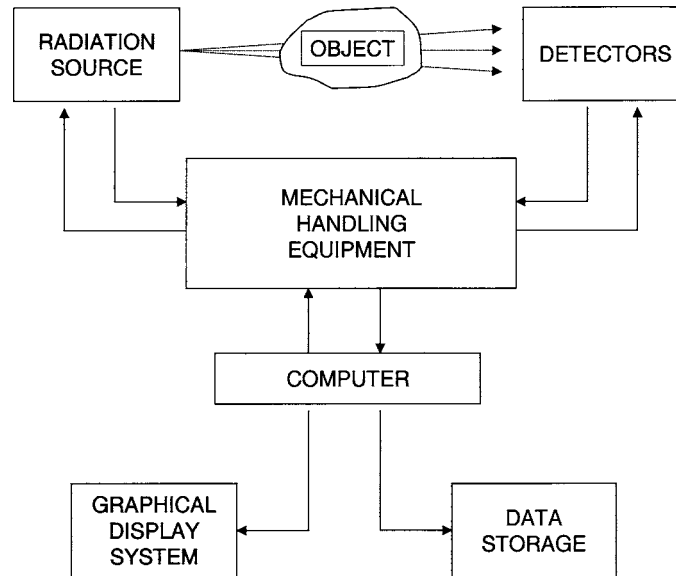 RADIATION
SOURCE
OBJECT
DETECTORS
MECHANICAL
HANDLING
EQUIPMENT
COMPUTER
GRAPHICAL
DISPLAY
SYSTEM
DATA
STORAGE